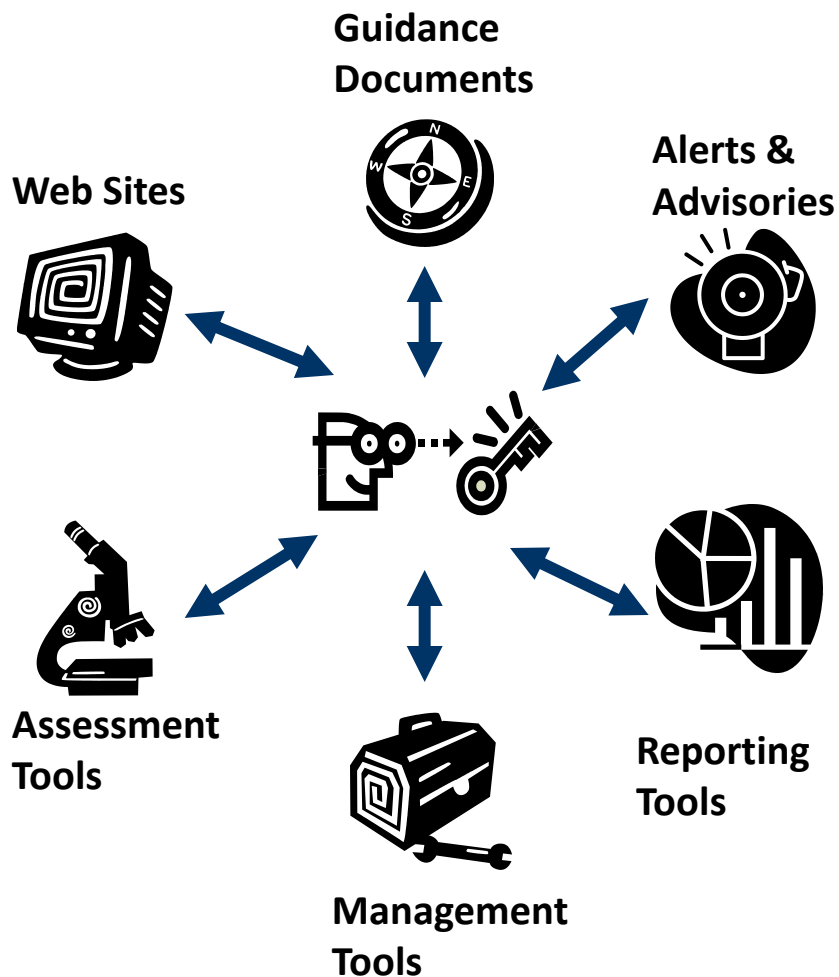 Guidance
Documents
Alerts &
Advisories
Web Sites
N
W
E
S
Assessment
Tools
Reporting
Tools
Management
Tools